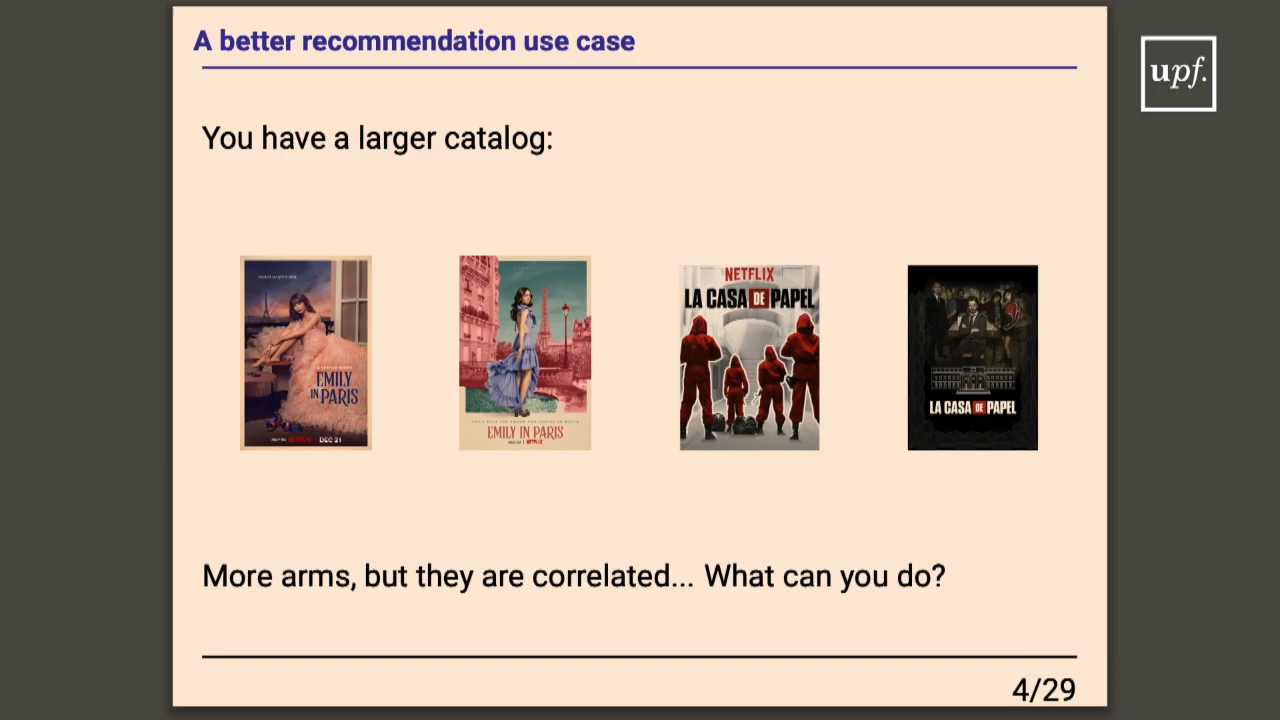 A better recommendation use case
upf.
You have a larger catalog:
EMILY
IN PARIS
DEC 21
EMILY IN PARIS
NETFLIX
NETFLIX
LA CASA DE PAPEL
LA CASA DE PAPEL
More arms, but they are correlated... What can you do?
4/29